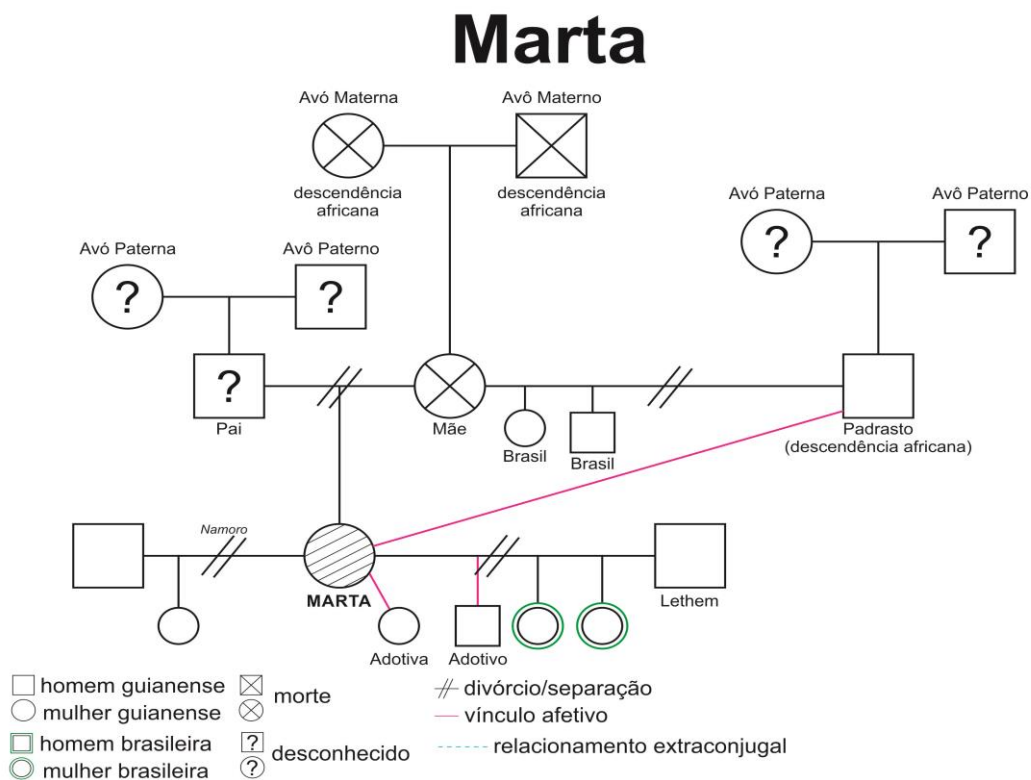 Marta
Avó Materna
Avô Materno
descendência
africana
descendência
africana
Avó Paterna
Avô Paterno
?
?
Avó Paterna
Avô Paterno
?
?
?
Pai
Mãe
Brasil
Brasil
Padrasto
(descendência africana)
Namoro
MARTA
Lethem
Adotiva
Adotivo
homem guianense
mulher guianense
homem brasileira
mulher brasileira
morte
?
desconhecido
?
divórcio/separação
vínculo afetivo
relacionamento extraconjugal